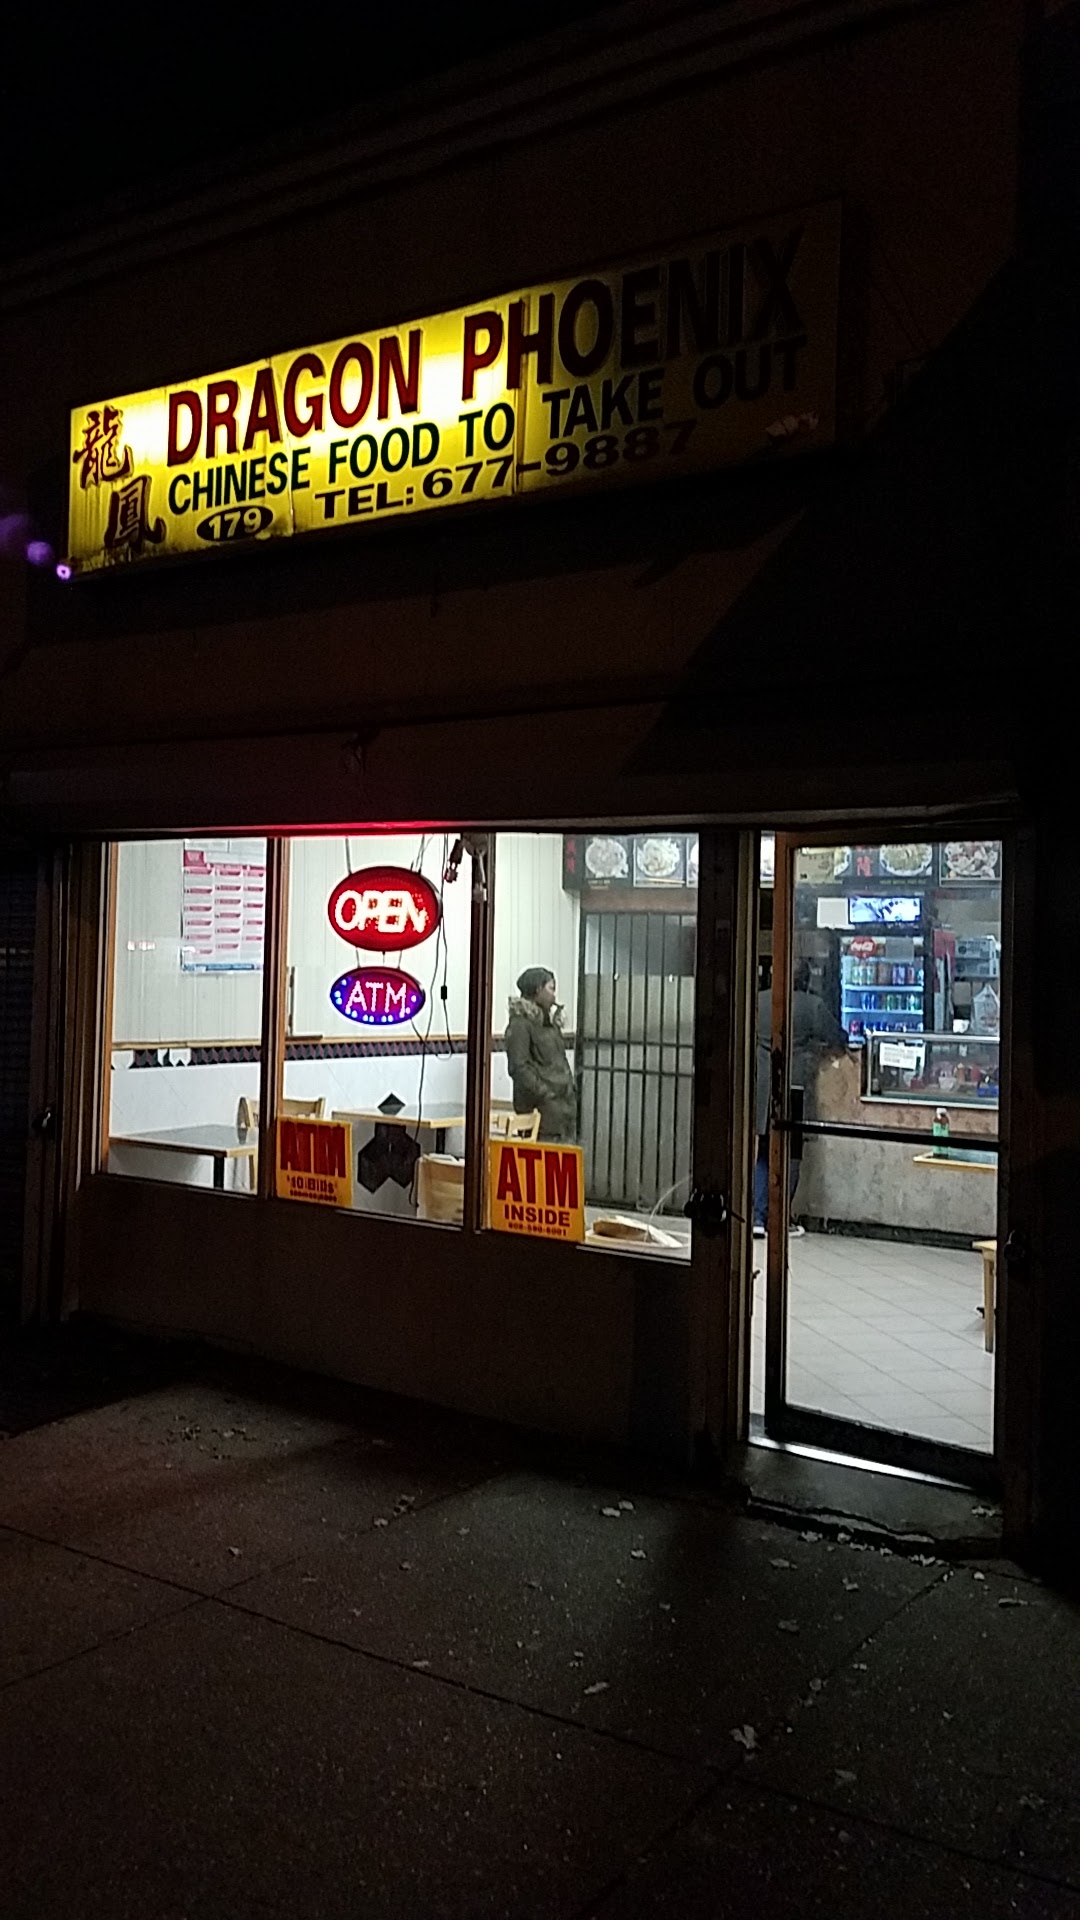 龍鳳
DRAGON PHOENIX
CHINESE FOOD TO TAKE OUT
179
TEL: 677-9887
OPEN
ATM
ATM
ATM
INSIDE